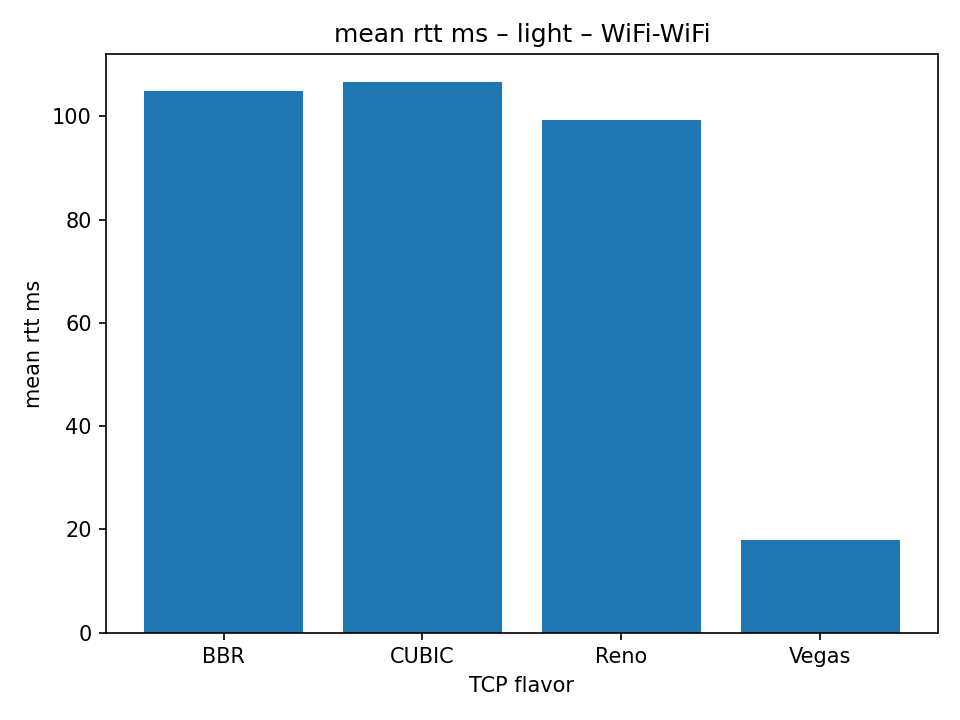 mean rtt ms – light – WiFi-WiFi
mean rtt ms
100
80
60
40
20
0
BBR
CUBIC
Reno
Vegas
TCP flavor